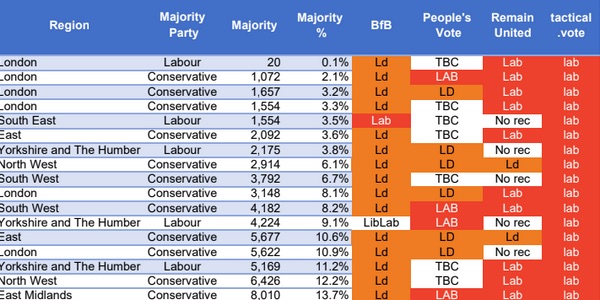 Region Majority Party Majority Majority % BfB People's Vote Remain United tactical .vote
London Labour 20 0.1% Ld TBC Lab lab
London Conservative 1,072 2.1% Ld LAB Lab lab
London Conservative 1,657 3.2% Ld LD Lab lab
London Conservative 1,554 3.3% Ld TBC Lab lab
South East Labour 1,554 3.5% Lab TBC No rec lab
East Conservative 2,092 3.6% Ld TBC Lab lab
Yorkshire and The Humber Labour 2,175 3.8% Ld LD No rec lab
North West Conservative 2,914 6.1% Ld LD Ld lab
South West Conservative 3,792 6.7% Ld TBC No rec lab
London Conservative 3,148 8.1% Ld LD Lab lab
South West Conservative 4,182 8.2% Ld LAB Lab lab
Yorkshire and The Humber Labour 4,224 9.1% LibLab LAB No rec lab
East Conservative 5,677 10.6% Ld LD Ld lab
London Conservative 5,622 10.9% Ld LD No rec lab
Yorkshire and The Humber Labour 5,169 11.2% Ld TBC Lab lab
North West Conservative 6,426 12.2% Ld TBC Lab lab
East Midlands Conservative 8,010 13.7% Ld LAB Lab lab